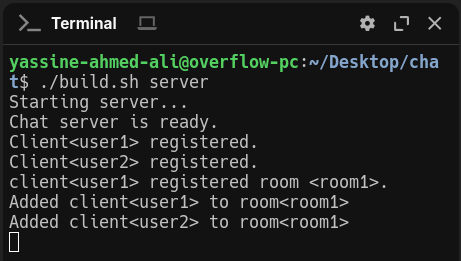 Terminal
yassine-ahmed-ali@overflow-pc:~/Desktop/cha
t$ ./build.sh server
Starting server...
Chat server is ready.
Client<user1> registered.
Client<user2> registered.
client<user1> registered room <room1>.
Added client<user1> to room<room1>
Added client<user2> to room<room1>